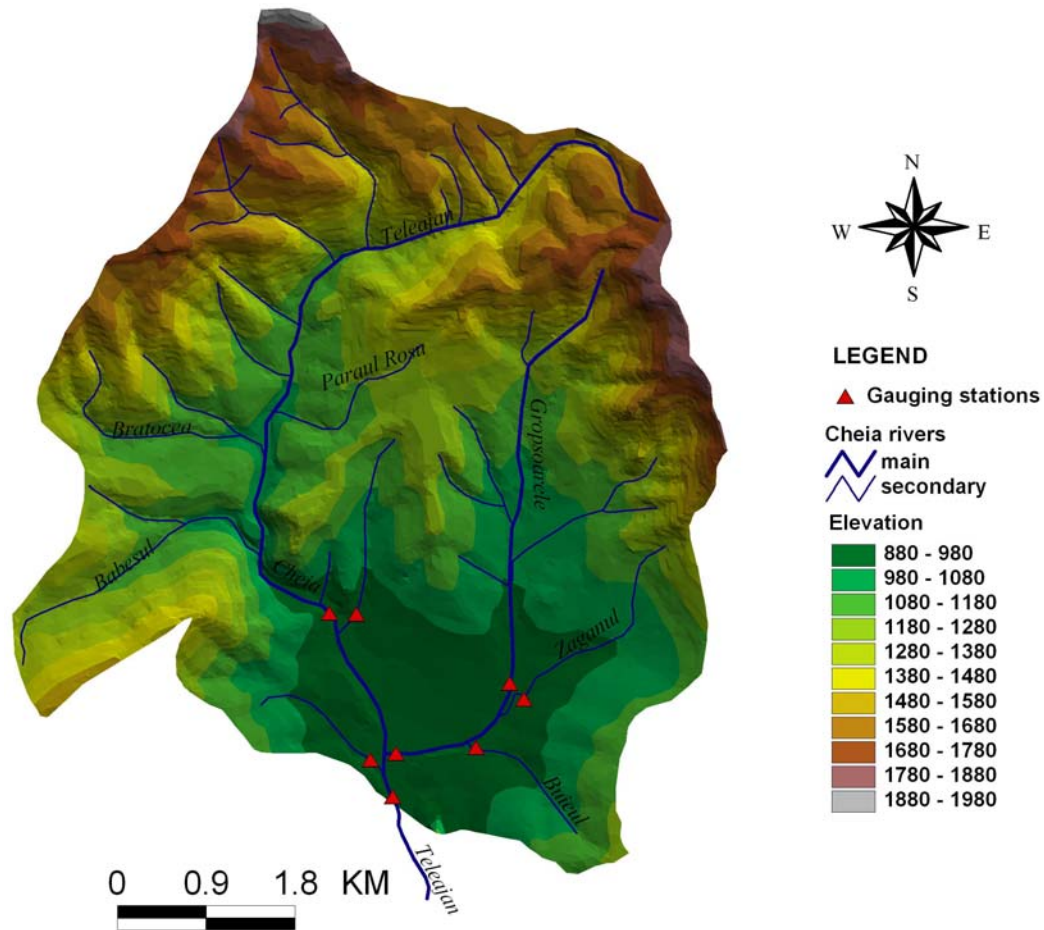 Teleajan
Paraul Rosu
Bratocea
Gropsoarele
Babesul
Cheia
Zaganul
Buicul
Teleajan
0 0.9 1.8 KM
N
W E
S
LEGEND
Gauging stations
Cheia rivers
main
secondary
Elevation
880 - 980
980 - 1080
1080 - 1180
1180 - 1280
1280 - 1380
1380 - 1480
1480 - 1580
1580 - 1680
1680 - 1780
1780 - 1880
1880 - 1980